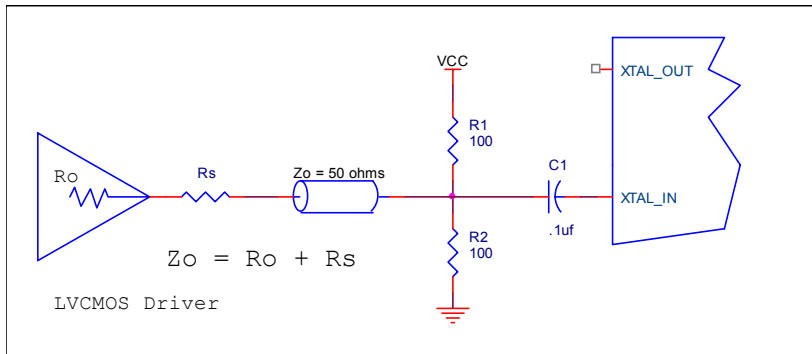 VCC
XTAL_OUT
R1
100
Ro
Rs
Zo = 50 ohms
C1
XTAL_IN
.1uf
R2
100
Zo = Ro + Rs
LVCMOS Driver